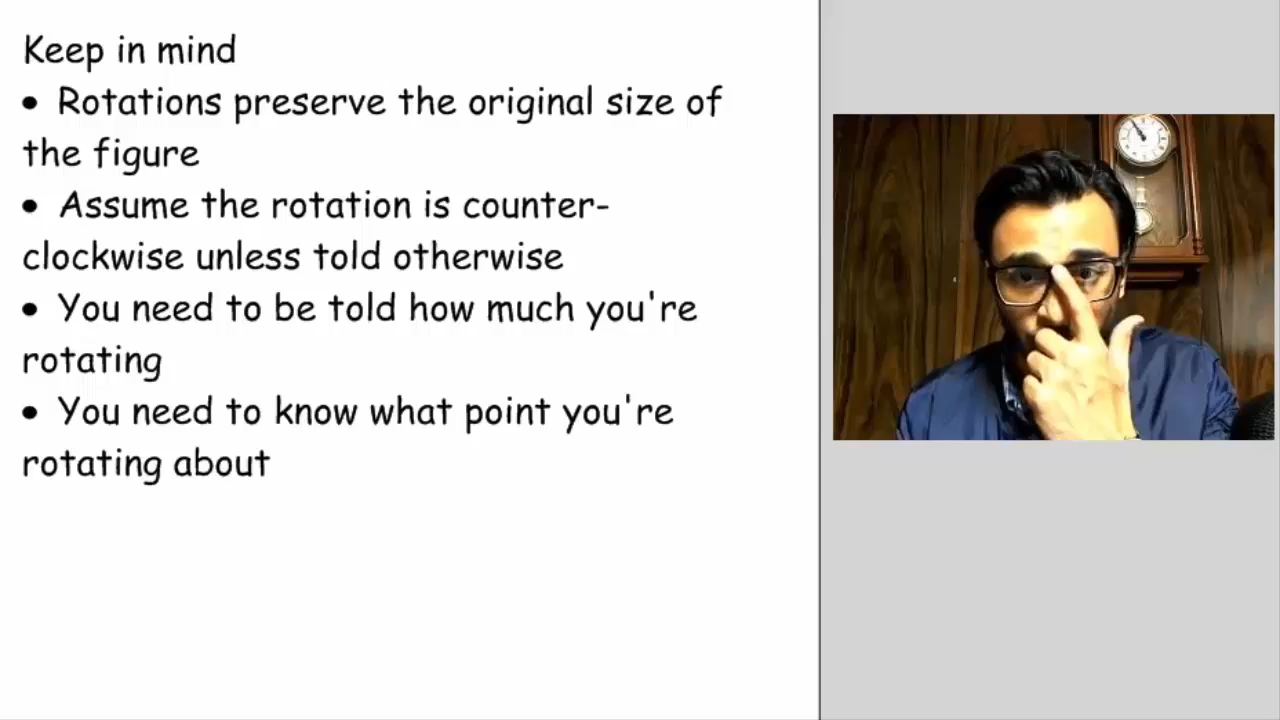 Keep in mind
• Rotations preserve the original size of
the figure
• Assume the rotation is counter-
clockwise unless told otherwise
• You need to be told how much you're
rotating
• You need to know what point you're
rotating about